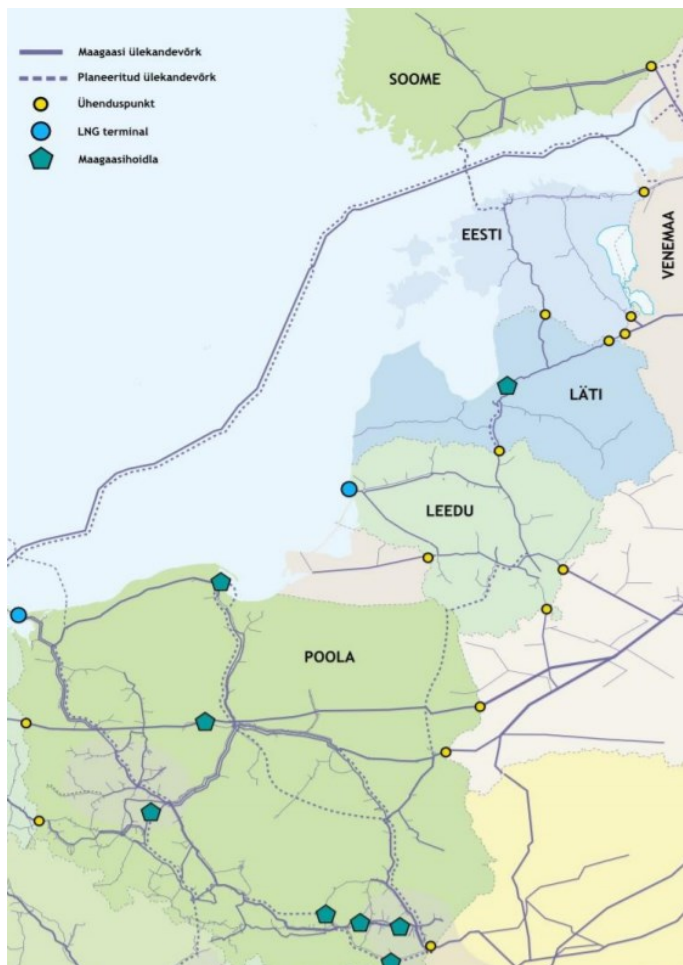 Maagaasi ülekandevõrk
Planeeritud ülekandevõrk
Ühenduspunkt
LNG terminal
Maagaasihoidla
SOOME
EESTI
VENEMAA
LÄTI
LEEDU
POOLA